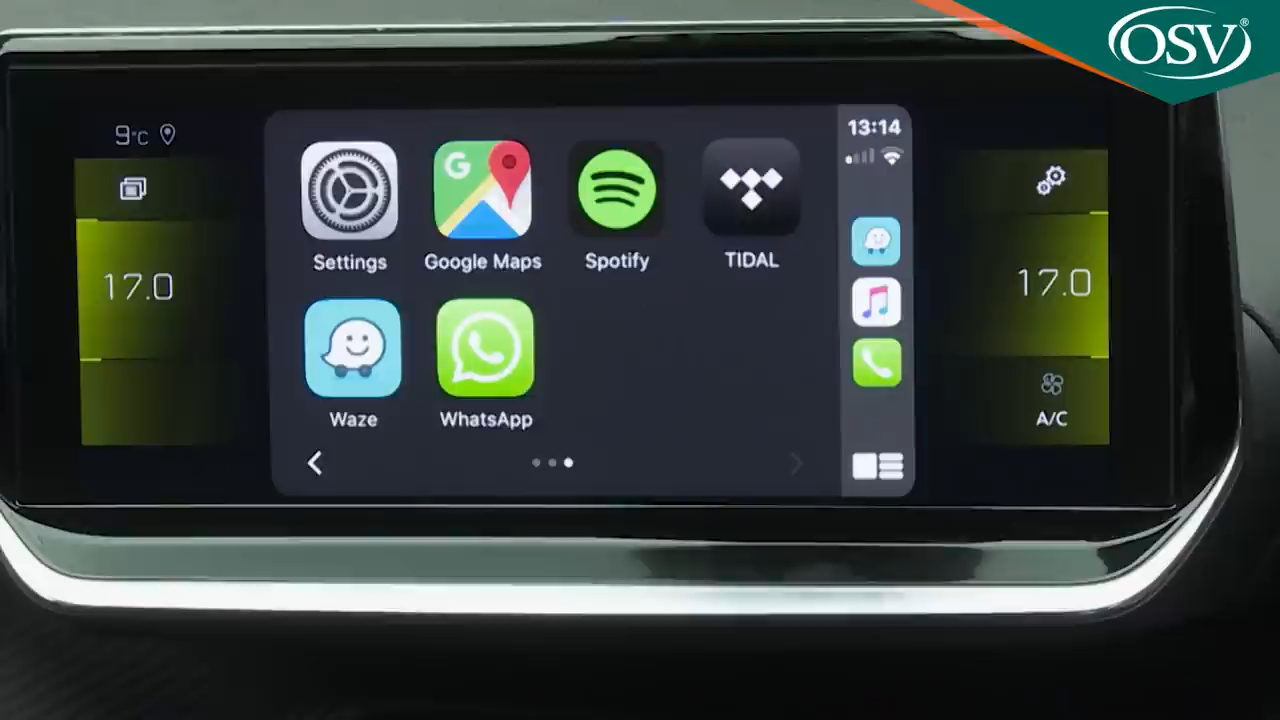 OSV®
9°C
13:14
17.0
Settings
Google Maps
Spotify
TIDAL
17.0
Waze
WhatsApp
A/C